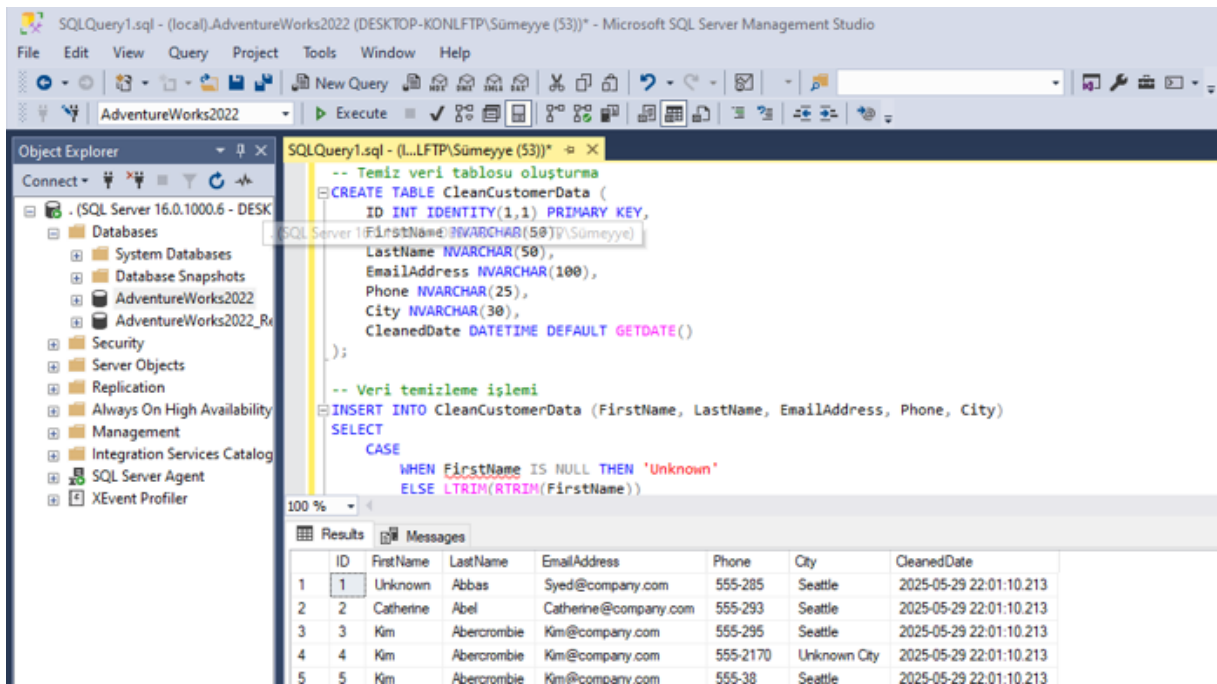 SQLQuery1.sql - (local).AdventureWorks2022 (DESKTOP-KONLFTP\Sümeyye (53))* - Microsoft SQL Server Management Studio
File Edit View Query Project Tools Window Help
New Query
AdventureWorks2022 Execute
Object Explorer
Connect
. (SQL Server 16.0.1000.6 - DESK
Databases
System Databases
Database Snapshots
AdventureWorks2022
AdventureWorks2022_Re
Security
Server Objects
Replication
Always On High Availability
Management
Integration Services Catalog
SQL Server Agent
XEvent Profiler
SQLQuery1.sql - (l...LFTP\Sümeyye (53))*
-- Temiz veri tablosu oluşturma
CREATE TABLE CleanCustomerData (
ID INT IDENTITY(1,1) PRIMARY KEY,
FirstName NVARCHAR(50),
LastName NVARCHAR(50),
EmailAddress NVARCHAR(100),
Phone NVARCHAR(25),
City NVARCHAR(30),
CleanedDate DATETIME DEFAULT GETDATE()
);
-- Veri temizleme işlemi
INSERT INTO CleanCustomerData (FirstName, LastName, EmailAddress, Phone, City)
SELECT
CASE
WHEN FirstName IS NULL THEN 'Unknown'
ELSE LTRIM(RTRIM(FirstName))
100 %
Results Messages
ID FirstName LastName EmailAddress Phone City CleanedDate
1 1 Unknown Abbas Syed@company.com 555-285 Seattle 2025-05-29 22:01:10.213
2 2 Catherine Abel Catherine@company.com 555-293 Seattle 2025-05-29 22:01:10.213
3 3 Kim Abercrombie Kim@company.com 555-295 Seattle 2025-05-29 22:01:10.213
4 4 Kim Abercrombie Kim@company.com 555-2170 Unknown City 2025-05-29 22:01:10.213
5 5 Kim Abercrombie Kim@company.com 555-38 Seattle 2025-05-29 22:01:10.213